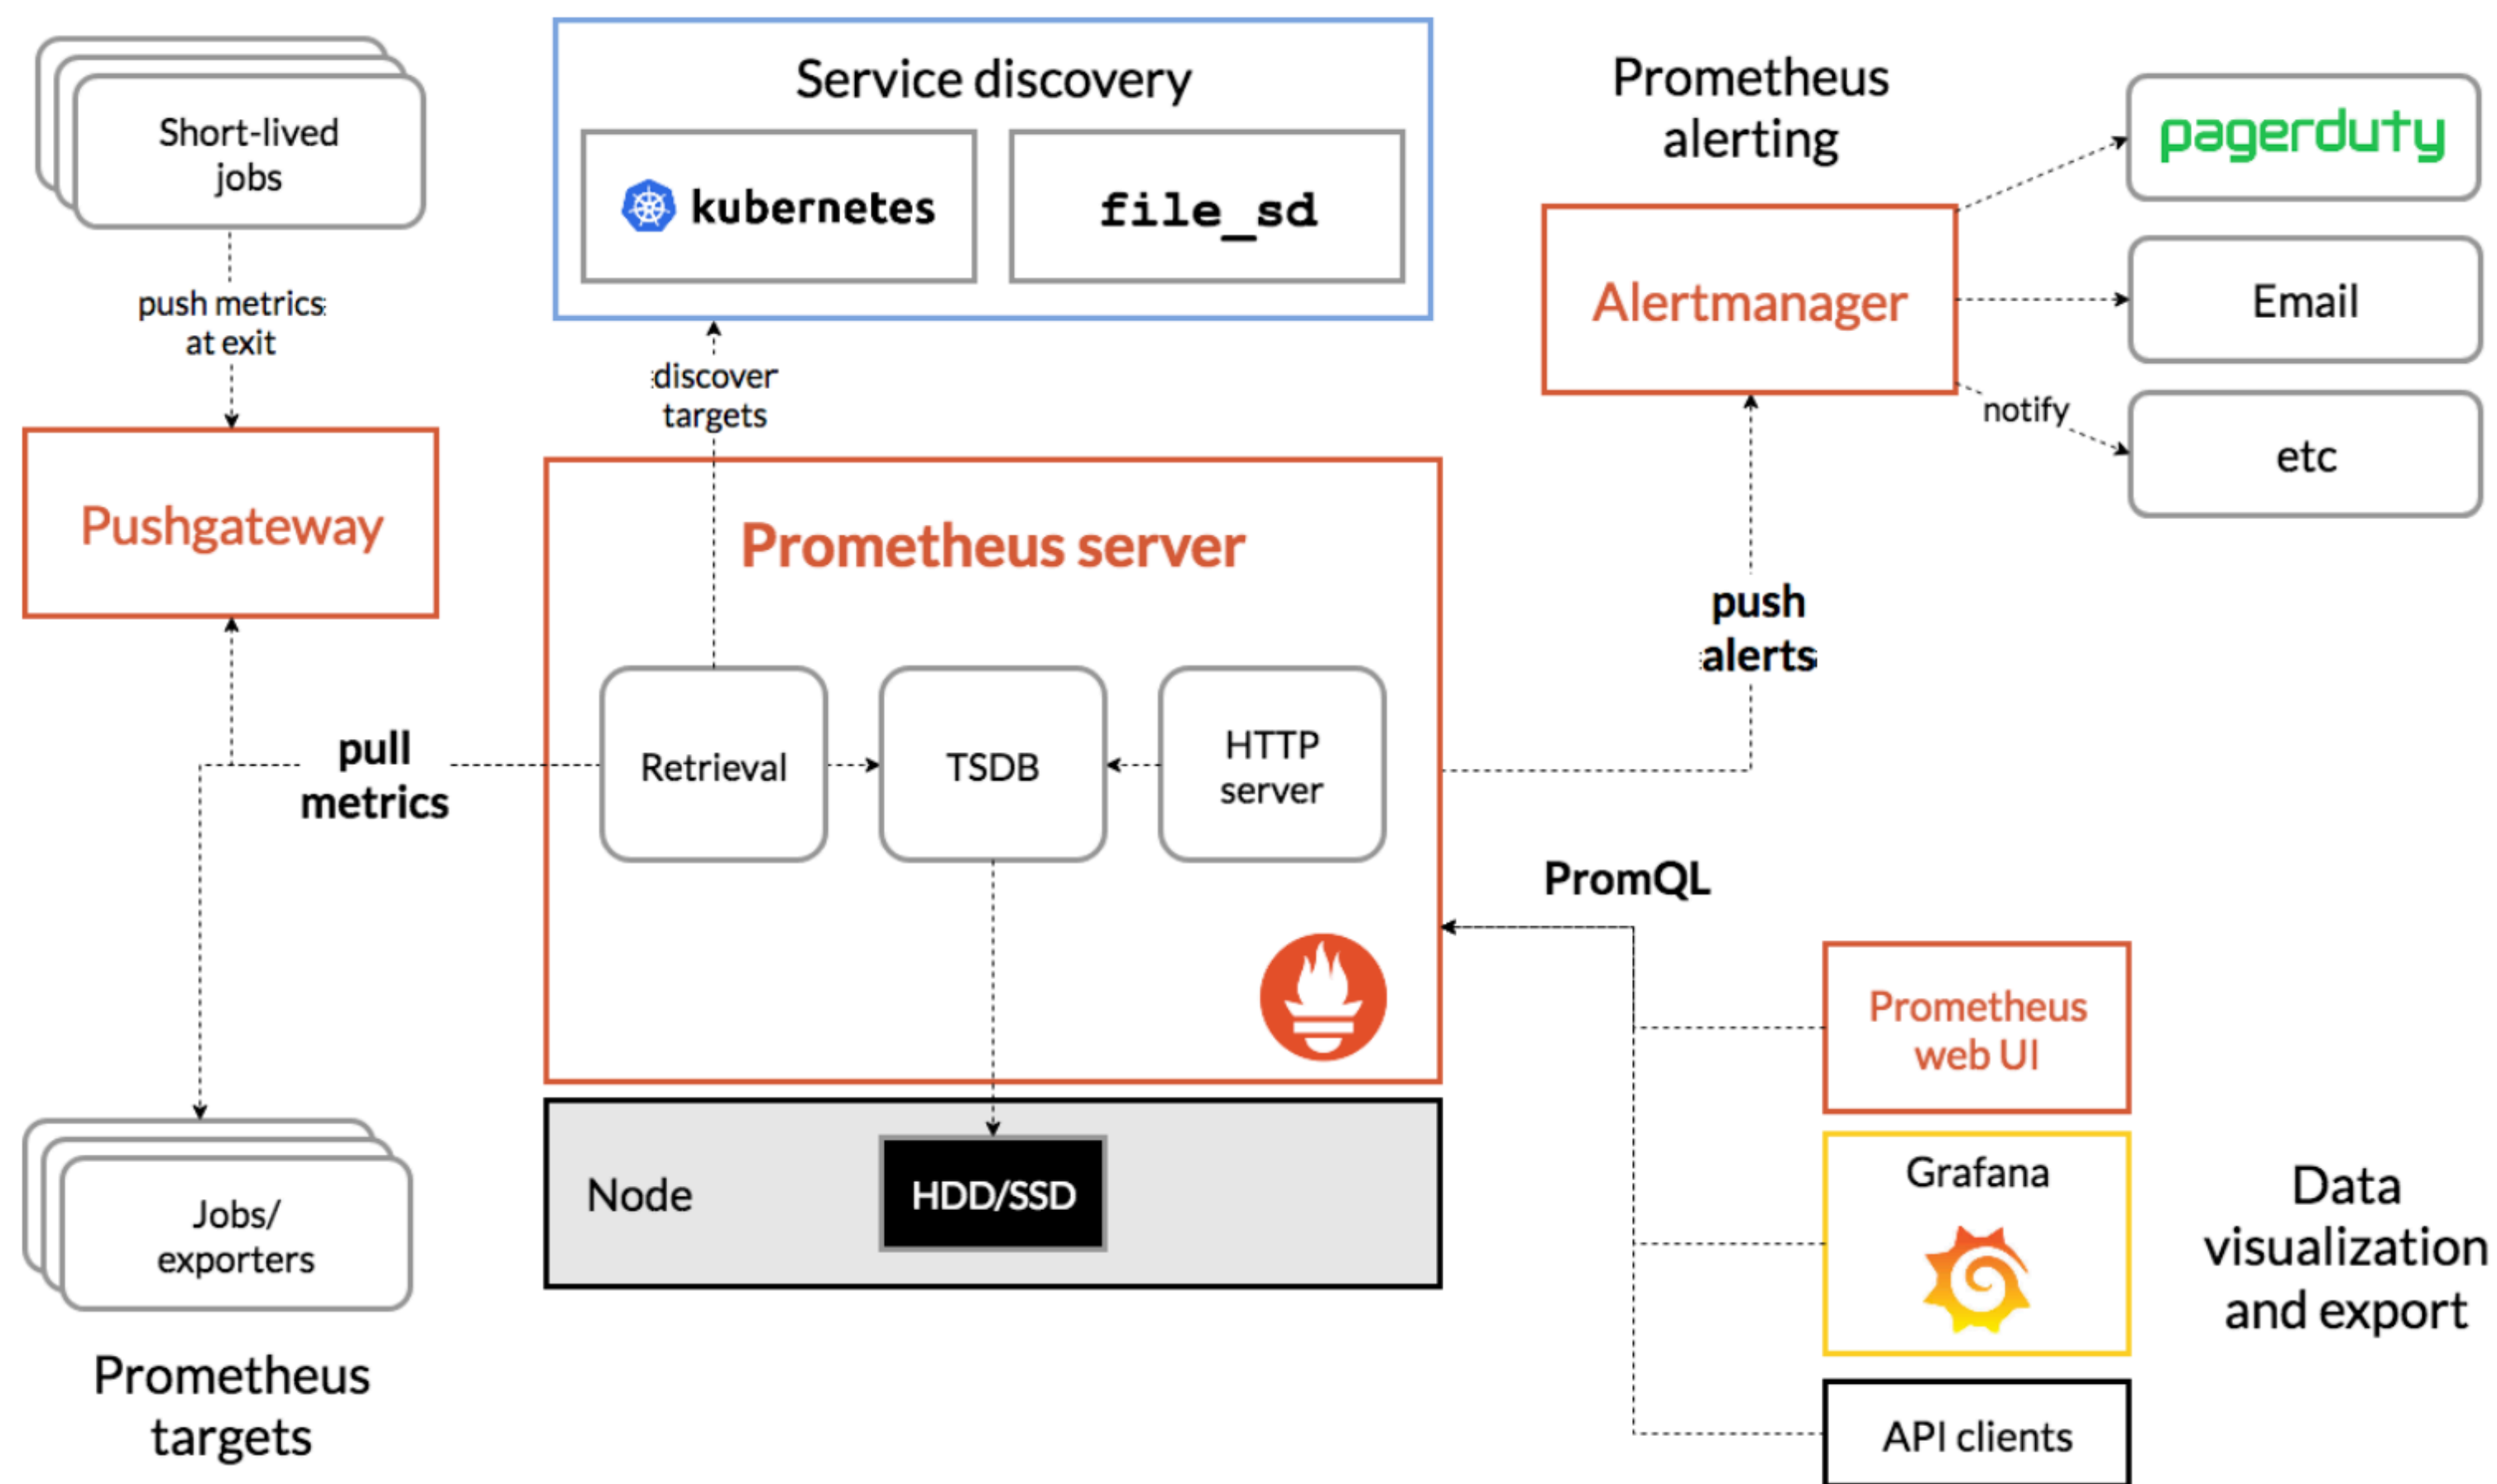 Short-lived
jobs
push metrics
at exit
Pushgateway
pull
metrics
Jobs/
exporters
Prometheus
targets
Service discovery
kubernetes
file_sd
discover
targets
Prometheus server
Retrieval
TSDB
HTTP
server
Node
HDD/SSD
Prometheus
alerting
Alertmanager
pagerduty
Email
notify
etc
push
alerts
PromQL
Prometheus
web UI
Grafana
API clients
Data
visualization
and export